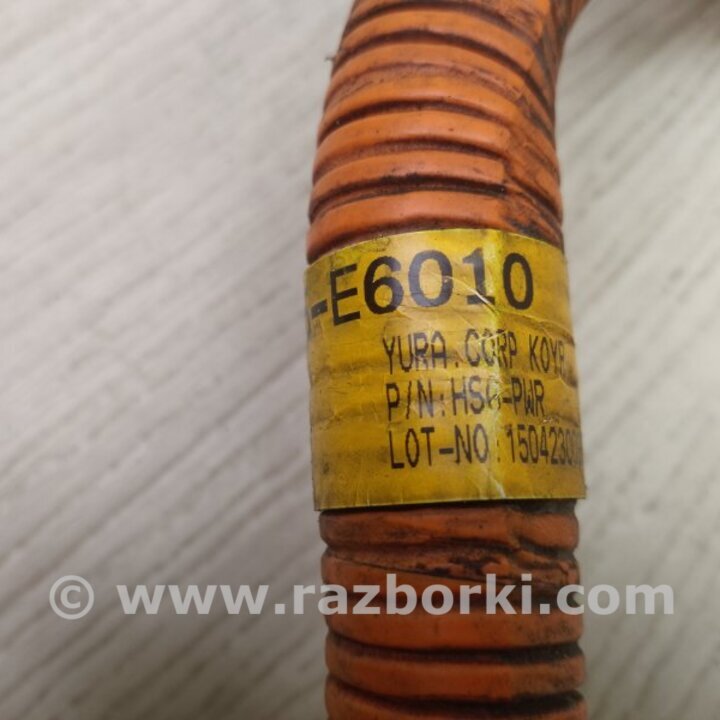 -E6010
YURA.CORP KOYA
P/N:HSG-PWR
LOT-NO:1504230
© www.razborki.com